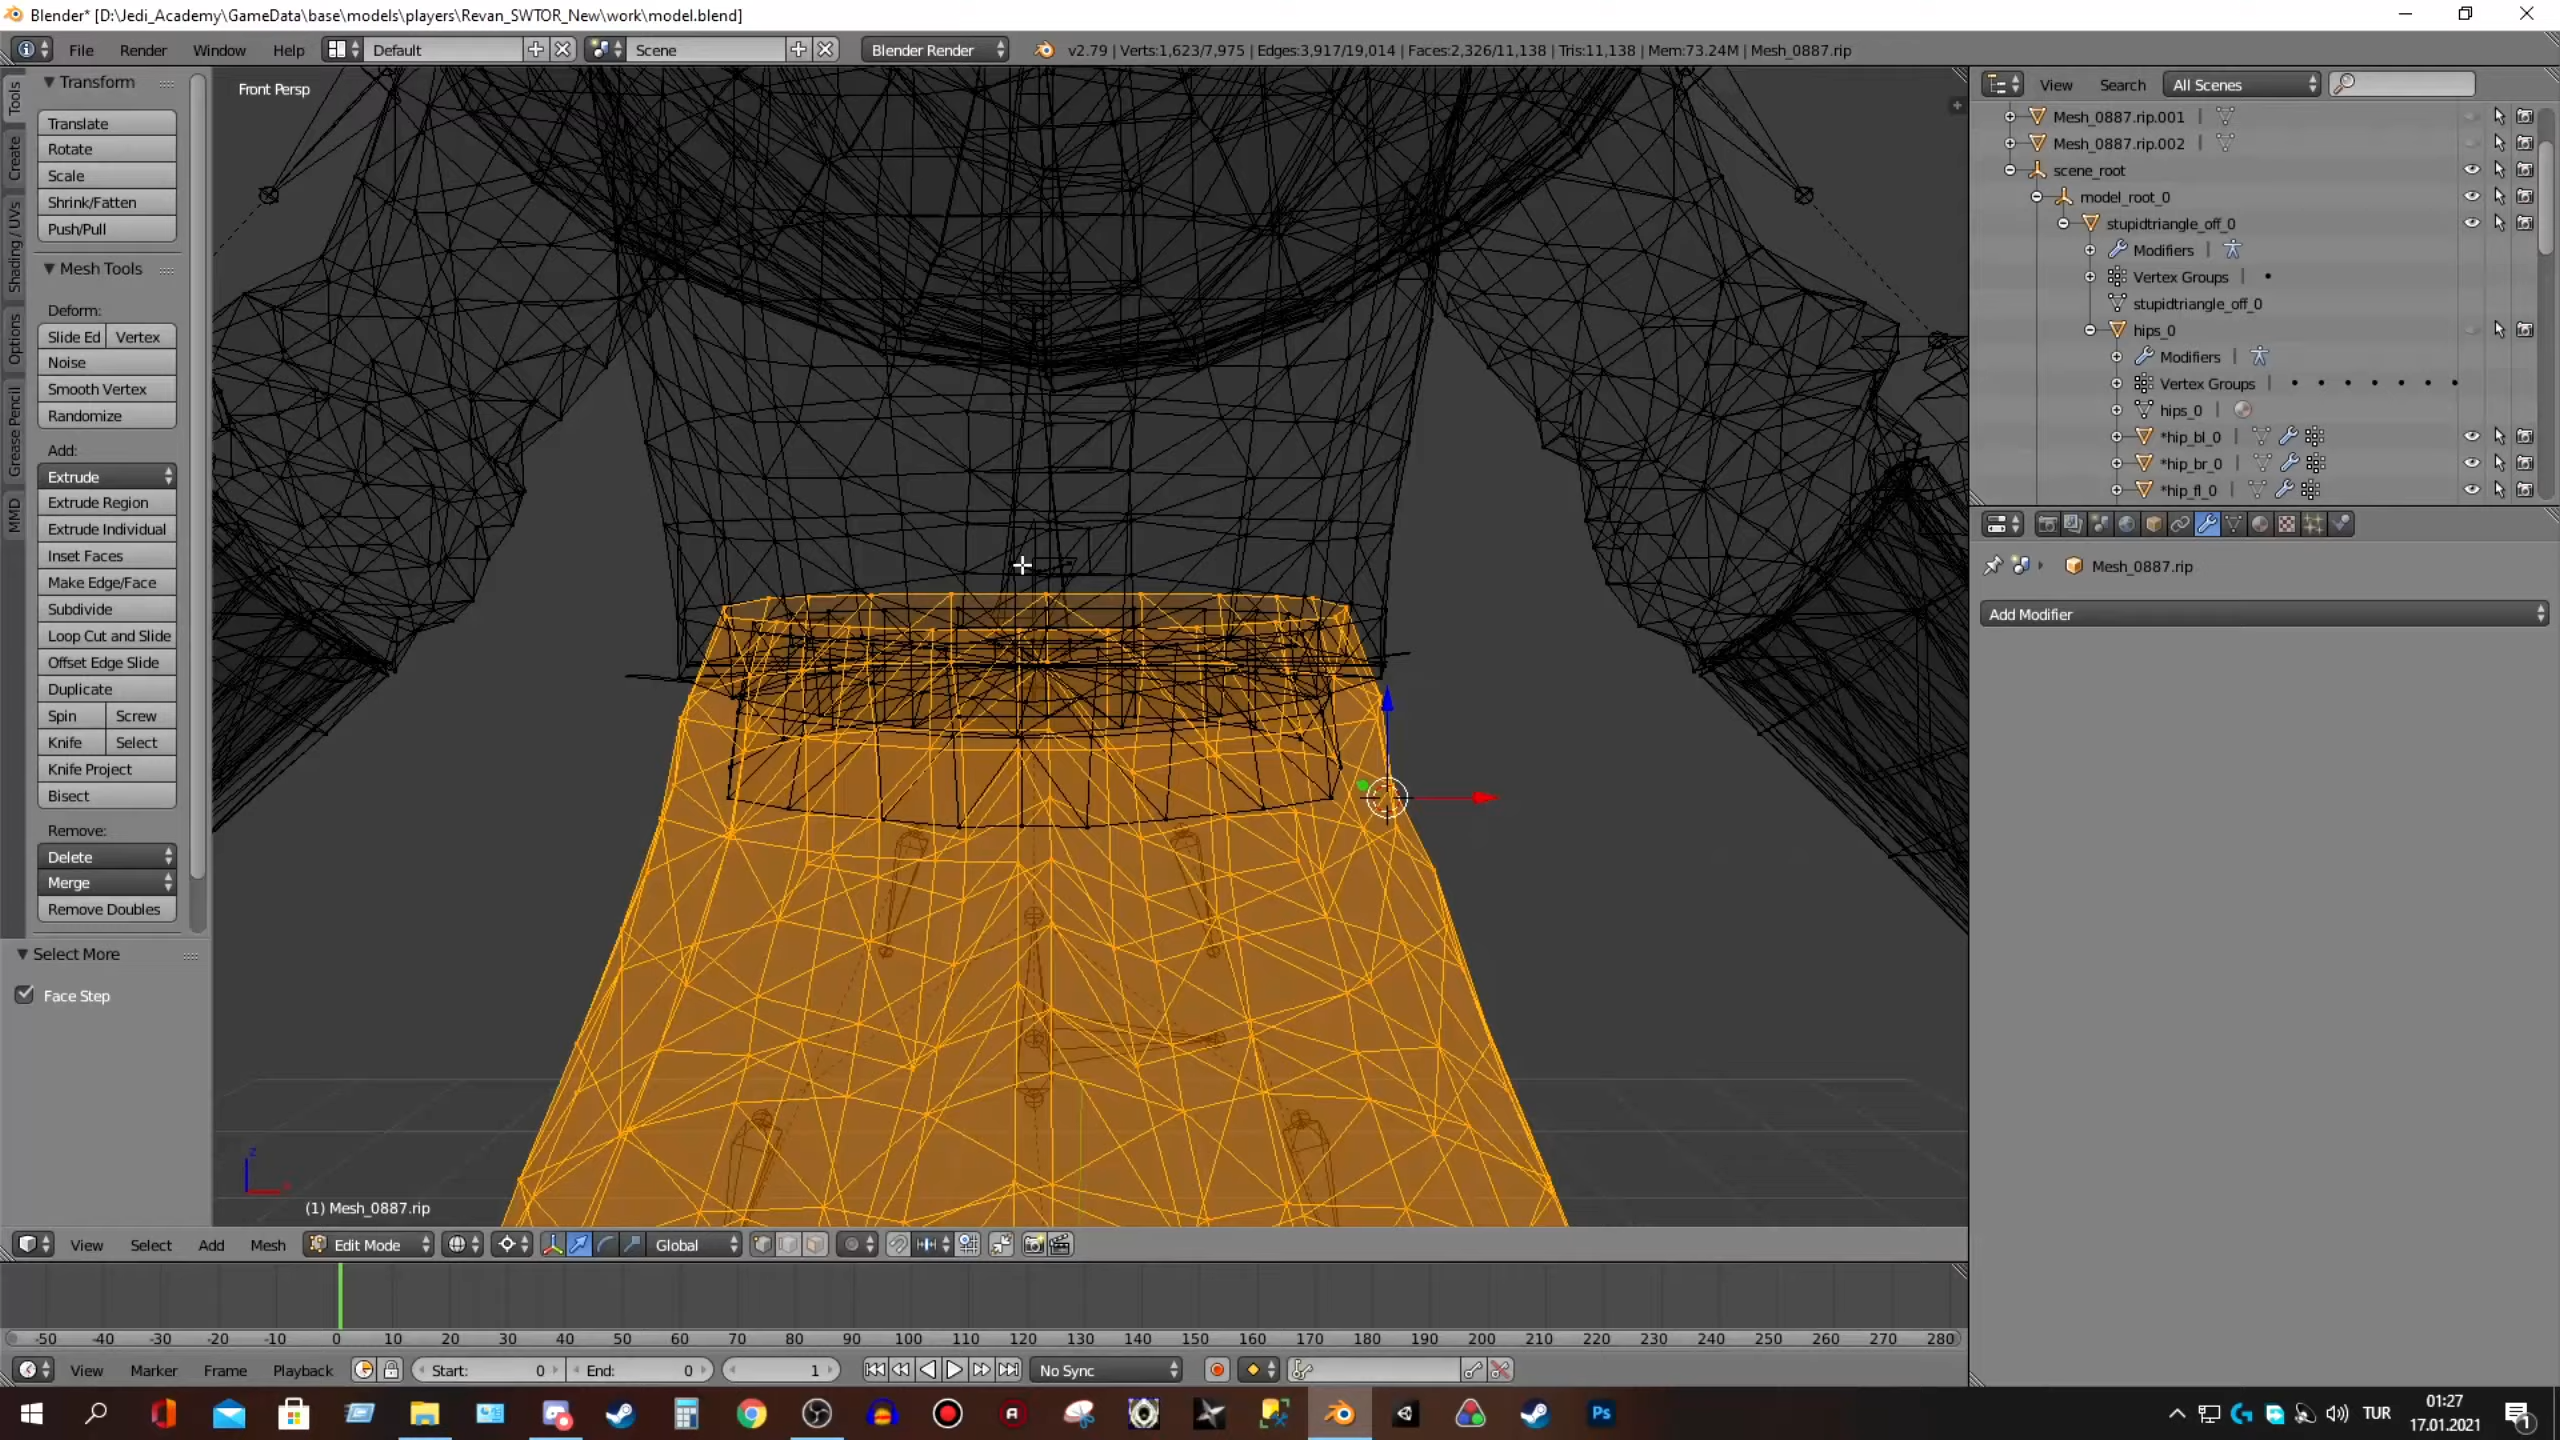 Blender* [D:\Jedi_Academy\GameData\base\models\players\Revan_SWTOR_New\work\model.blend]
File Render Window Help Default Scene Blender Render v2.79 | Verts:1,623/7,975 | Edges:3,917/19,014 | Faces:2,326/11,138 | Tris:11,138 | Mem:73.24M | Mesh_0887.rip
Tools
Create
Shading / UVs
Options
Grease Pencil
MMD
Transform
Translate
Rotate
Scale
Shrink/Fatten
Push/Pull
Mesh Tools
Deform:
Slide Ed Vertex
Noise
Smooth Vertex
Randomize
Add:
Extrude
Extrude Region
Extrude Individual
Inset Faces
Make Edge/Face
Subdivide
Loop Cut and Slide
Offset Edge Slide
Duplicate
Spin Screw
Knife Select
Knife Project
Bisect
Remove:
Delete
Merge
Remove Doubles
Select More
Face Step
Front Persp
z
(1) Mesh_0887.rip
View Search All Scenes
Mesh_0887.rip.001
Mesh_0887.rip.002
scene_root
model_root_0
stupidtriangle_off_0
Modifiers
Vertex Groups
stupidtriangle_off_0
hips_0
Modifiers
Vertex Groups
hips_0
*hip_bl_0
*hip_br_0
*hip_fl_0
Mesh_0887.rip
Add Modifier
View Select Add Mesh Edit Mode Global
-50 -40 -30 -20 -10 0 10 20 30 40 50 60 70 80 90 100 110 120 130 140 150 160 170 180 190 200 210 220 230 240 250 260 270 280
View Marker Frame Playback Start: 0 End: 0 1 No Sync
Ps
TUR
01:27
17.01.2021
1